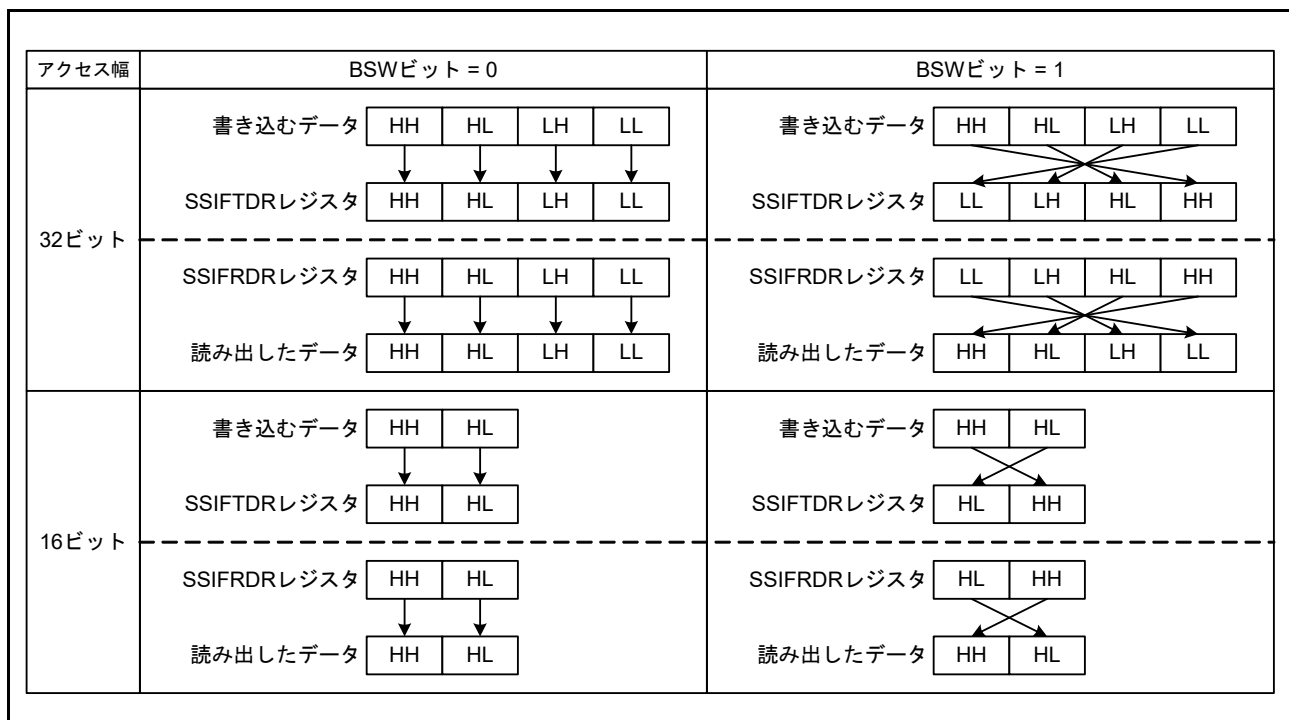 アクセス幅 BSWビット = 0 BSWビット = 1
32ビット
書き込むデータ HH HL LH LL
SSIFTDRレジスタ HH HL LH LL
SSIFRDRレジスタ HH HL LH LL
読み出したデータ HH HL LH LL
書き込むデータ HH HL LH LL
SSIFTDRレジスタ LL LH HL HH
SSIFRDRレジスタ LL LH HL HH
読み出したデータ HH HL LH LL
16ビット
書き込むデータ HH HL
SSIFTDRレジスタ HH HL
SSIFRDRレジスタ HH HL
読み出したデータ HH HL
書き込むデータ HH HL
SSIFTDRレジスタ HL HH
SSIFRDRレジスタ HL HH
読み出したデータ HH HL